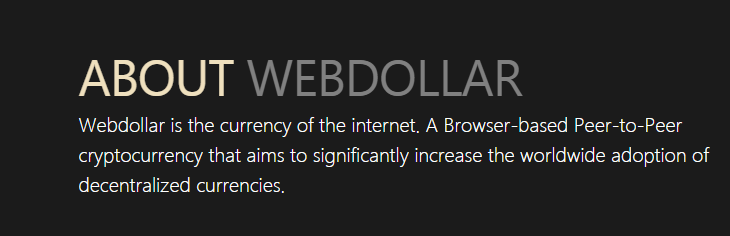 ABOUT WEBDOLLAR
Webdollar is the currency of the internet. A Browser-based Peer-to-Peer
cryptocurrency that aims to significantly increase the worldwide adoption of
decentralized currencies.